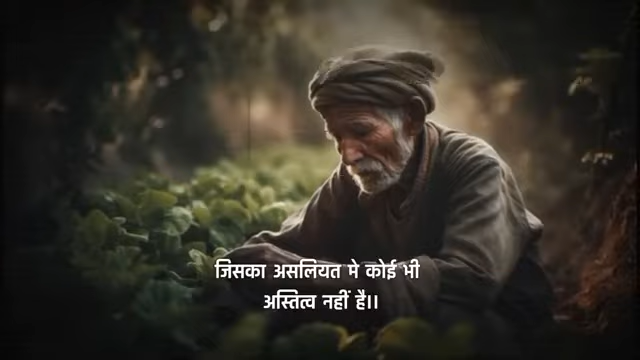 जिसका असलियत मे कोई भी
अस्तित्व नहीं है।।